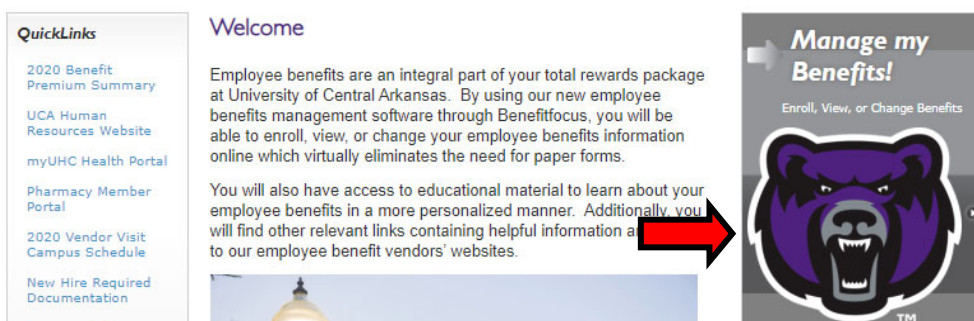 QuickLinks
2020 Benefit
Premium Summary
UCA Human
Resources Website
myUHC Health Portal
Pharmacy Member
Portal
2020 Vendor Visit
Campus Schedule
New Hire Required
Documentation
Welcome
Employee benefits are an integral part of your total rewards package
at University of Central Arkansas. By using our new employee
benefits management software through Benefitfocus, you will be
able to enroll, view, or change your employee benefits information
online which virtually eliminates the need for paper forms.
You will also have access to educational material to learn about your
employee benefits in a more personalized manner. Additionally, you
will find other relevant links containing helpful information
to our employee benefit vendors' websites.
Manage my
Benefits!
Enroll, View, or Change Benefits
TM